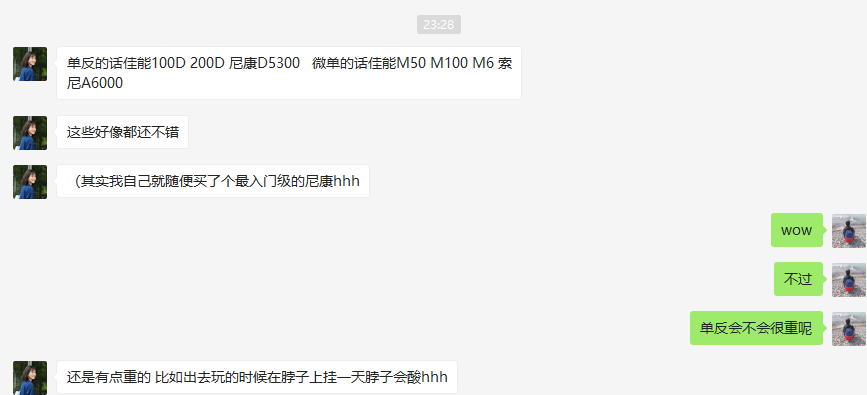 23:28
单反的话佳能100D 200D 尼康D5300   微单的话佳能M50 M100 M6 索
尼A6000
这些好像都还不错
（其实我自己就随便买了个最入门级的尼康hhh
wow
不过
单反会不会很重呢
还是有点重的 比如出去玩的时候在脖子上挂一天脖子会酸hhh